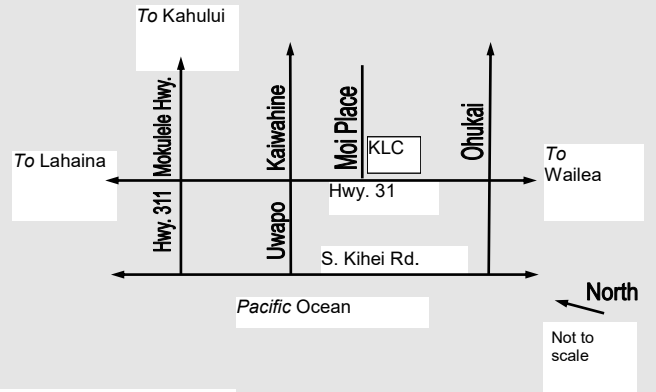 To Kahului
Hwy. 311 Mokulele Hwy.
Kaiwahine
Moi Place
Ohukai
KLC
To Lahaina
To
Wailea
Hwy. 31
Uwapo
S. Kihei Rd.
Pacific Ocean
North
Not to
scale